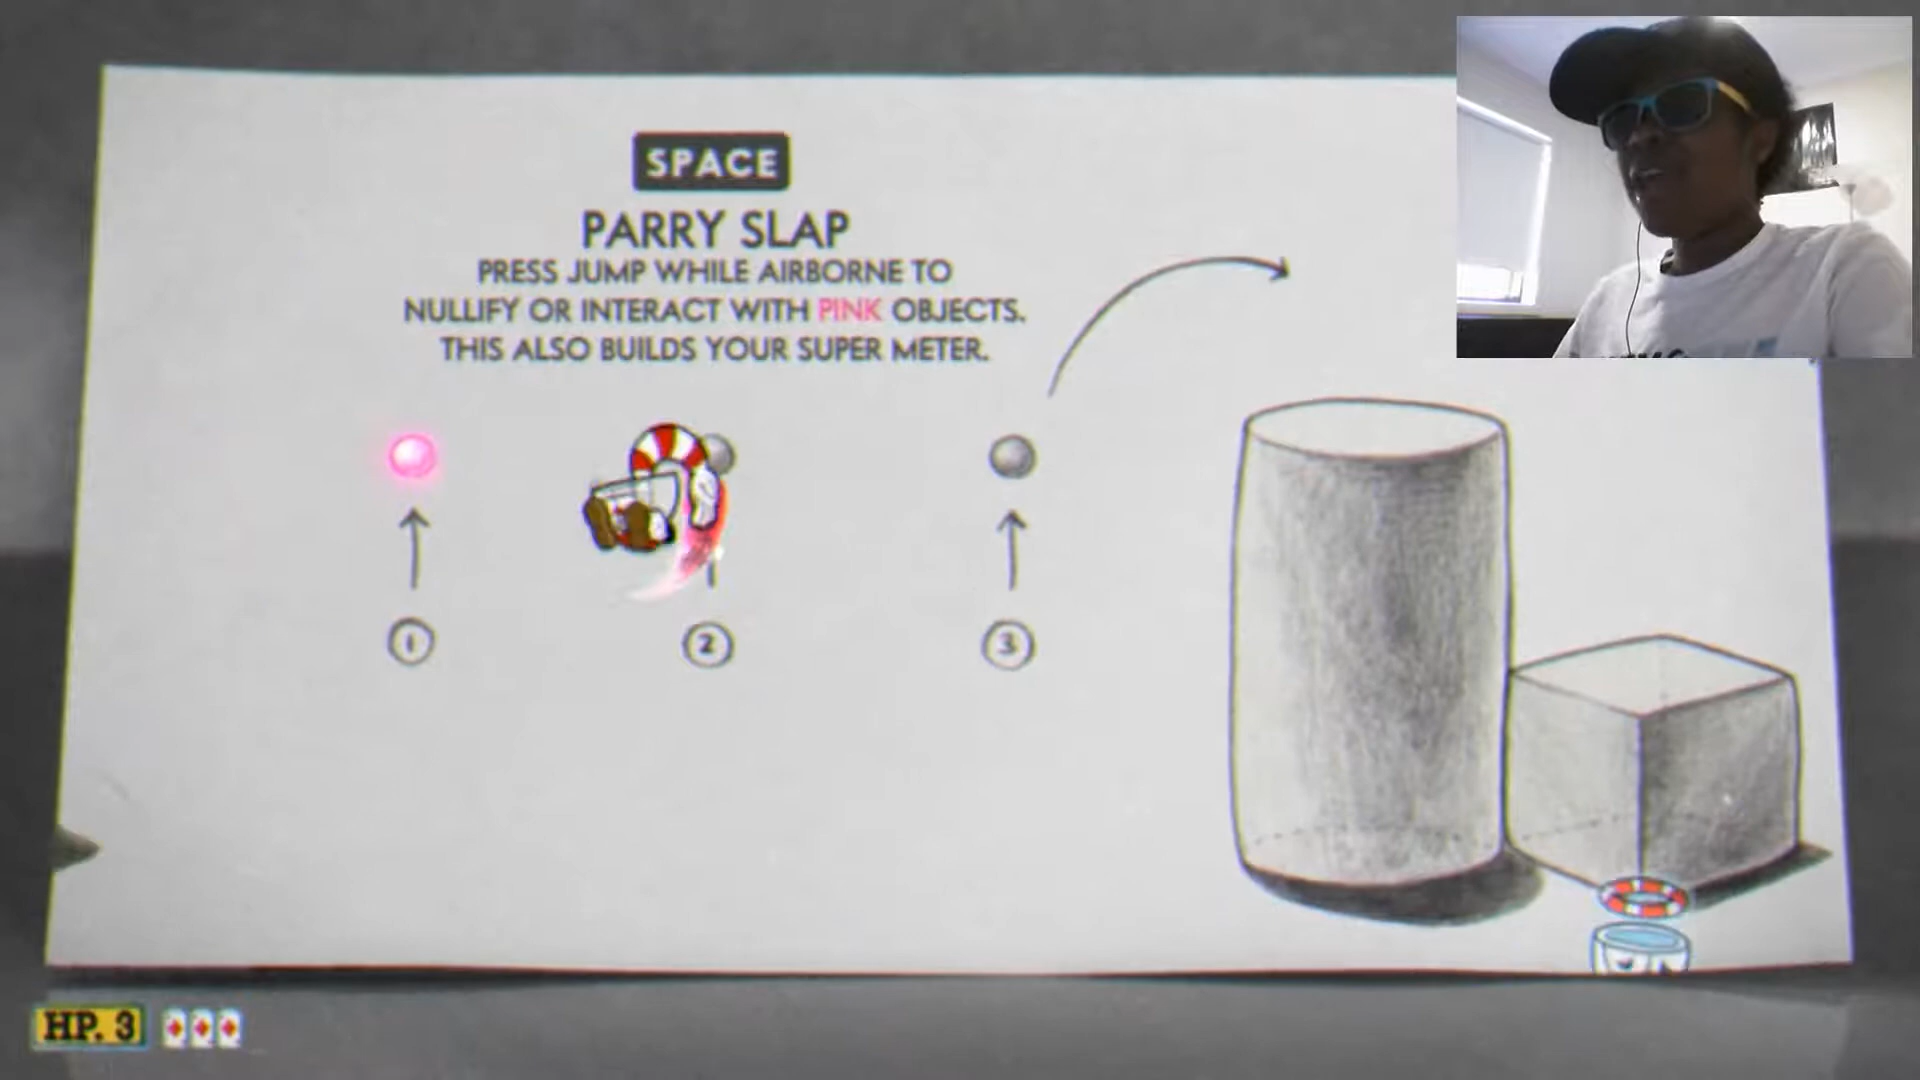 SPACE
PARRY SLAP
PRESS JUMP WHILE AIRBORNE TO
NULLIFY OR INTERACT WITH PINK OBJECTS.
THIS ALSO BUILDS YOUR SUPER METER.
1 2 3
HP. 3